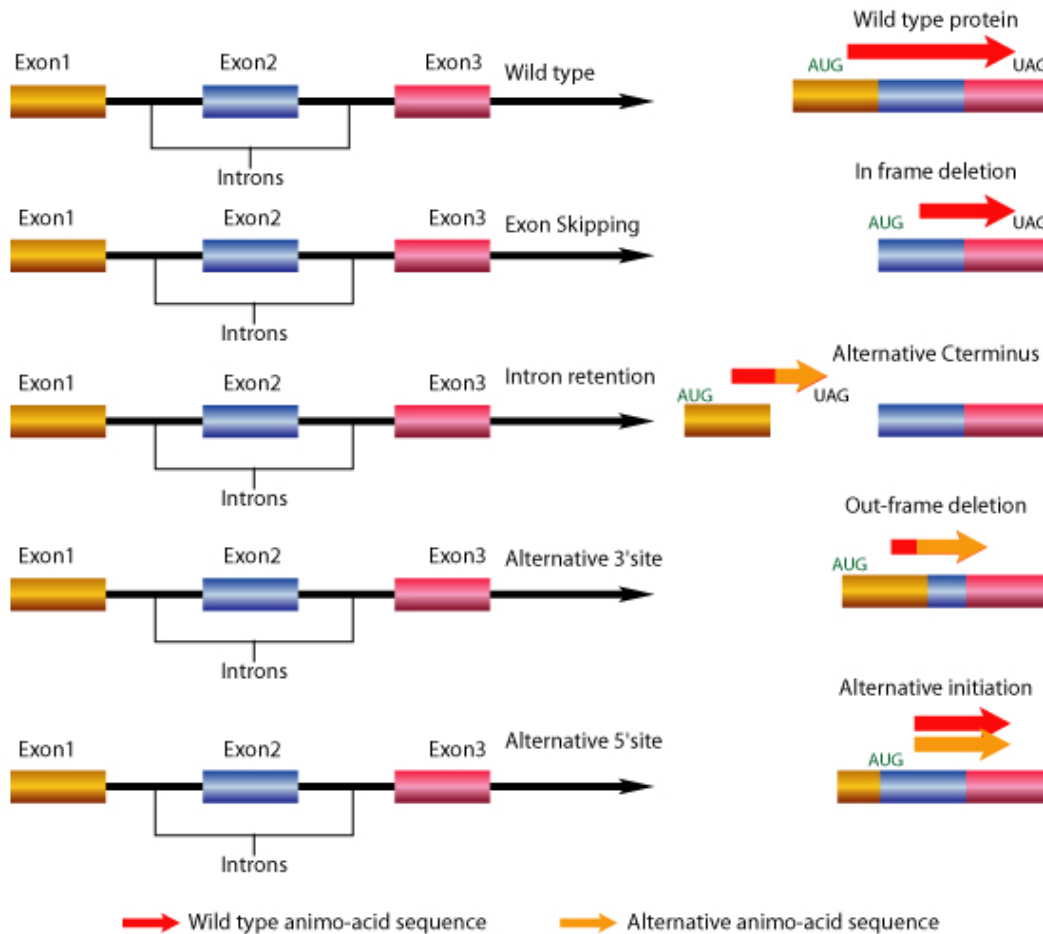 Wild type protein
Exon1 Exon2 Exon3 Wild type AUG UAG
Introns
In frame deletion
Exon1 Exon2 Exon3 Exon Skipping AUG UAG
Introns
Alternative Cterminus
Exon1 Exon2 Exon3 Intron retention AUG UAG
Introns
Out-frame deletion
Exon1 Exon2 Exon3 Alternative 3'site AUG
Introns
Alternative initiation
Exon1 Exon2 Exon3 Alternative 5'site AUG
Introns
Wild type animo-acid sequence Alternative animo-acid sequence